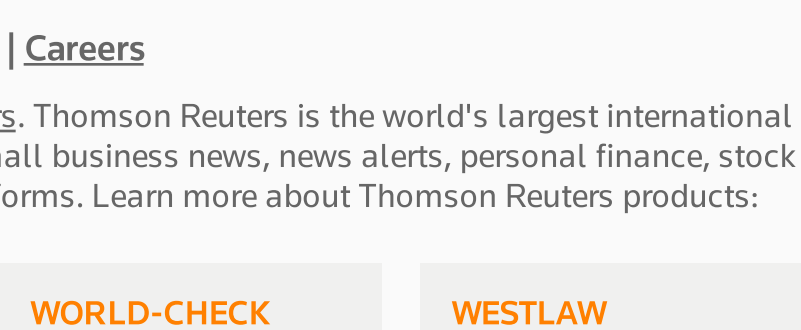 | Careers
s. Thomson Reuters is the world's largest international
all business news, news alerts, personal finance, stock
orms. Learn more about Thomson Reuters products:
WORLD-CHECK
WESTLAW